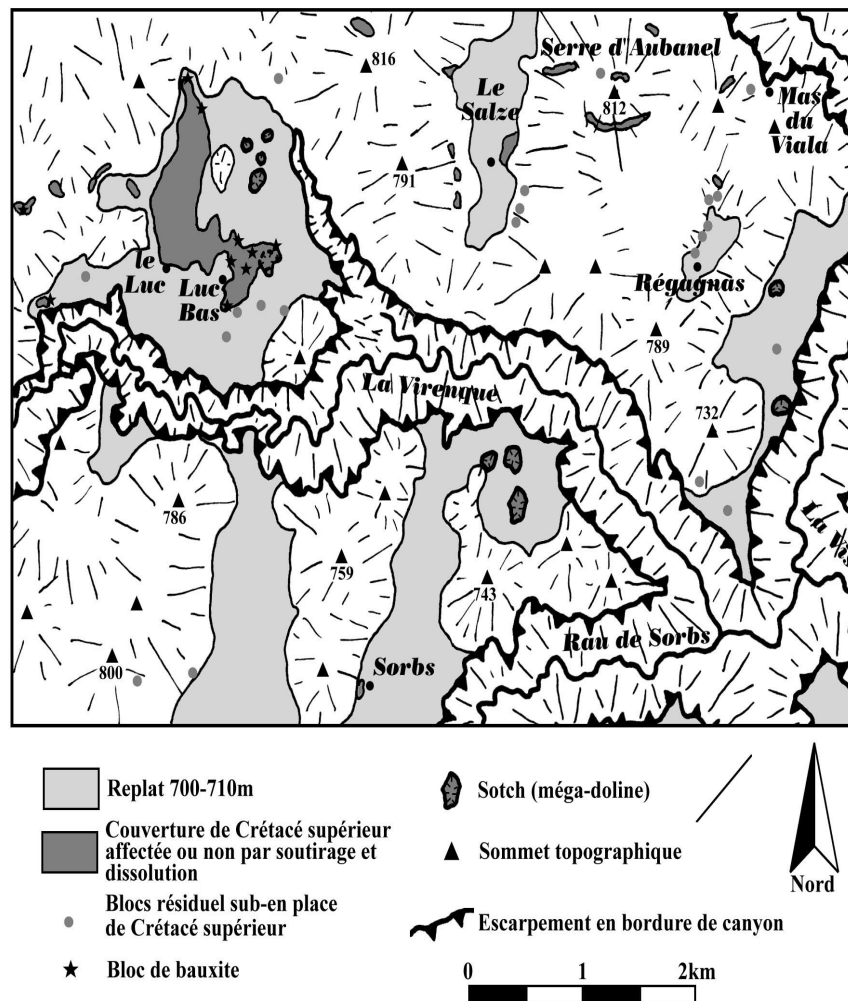 816
Serre d'Aubanel
Le
Salze
812
Mas
du
Viala
791
le
Luc
Luc
Bas
Régagnas
789
La Virenque
732
786
759
743
La Vis
Rau de Sorbs
800
Sorbs
Replat 700-710m
Couverture de Crétacé supérieur
affectée ou non par soutirage et
dissolution
Blocs résiduel sub-en place
de Crétacé supérieur
Bloc de bauxite
Sotch (méga-doline)
Sommet topographique
Nord
Escarpement en bordure de canyon
0 1 2km